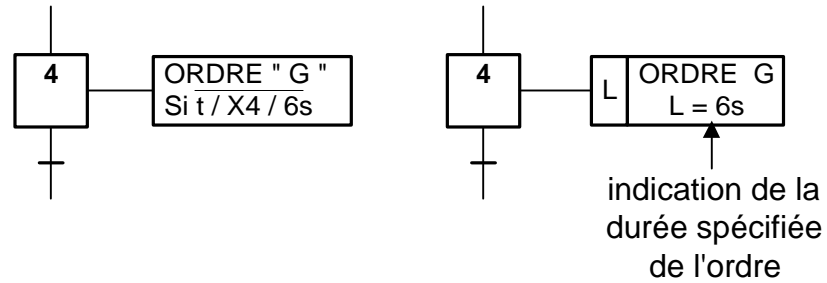 4
ORDRE " G "
Si t / X4 / 6s
4
L
ORDRE G
L = 6s
indication de la
durée spécifiée
de l'ordre